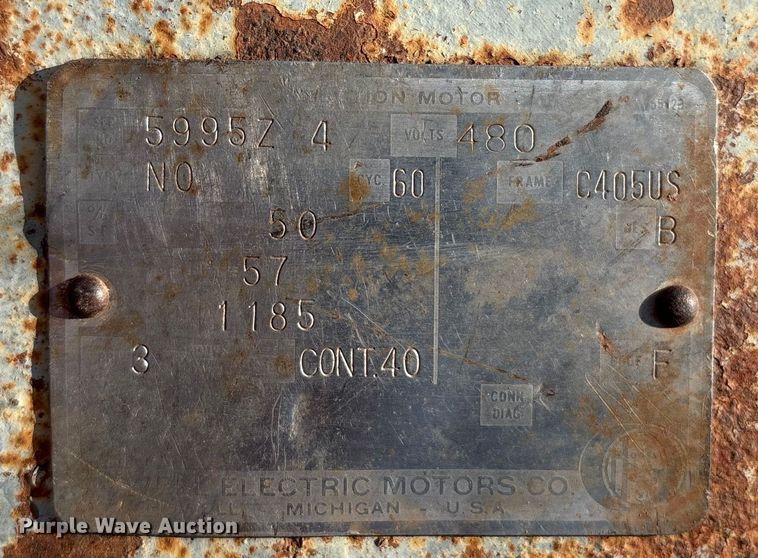 ION MOTOR
5995Z 4 VOLTS 480
NO CYC 60 FRAME C405US
50 DES B
57
1185
3 CONT.40 F
CONN.
DIAG.
ELECTRIC MOTORS CO.
MICHIGAN - U.S.A
Purple Wave Auction